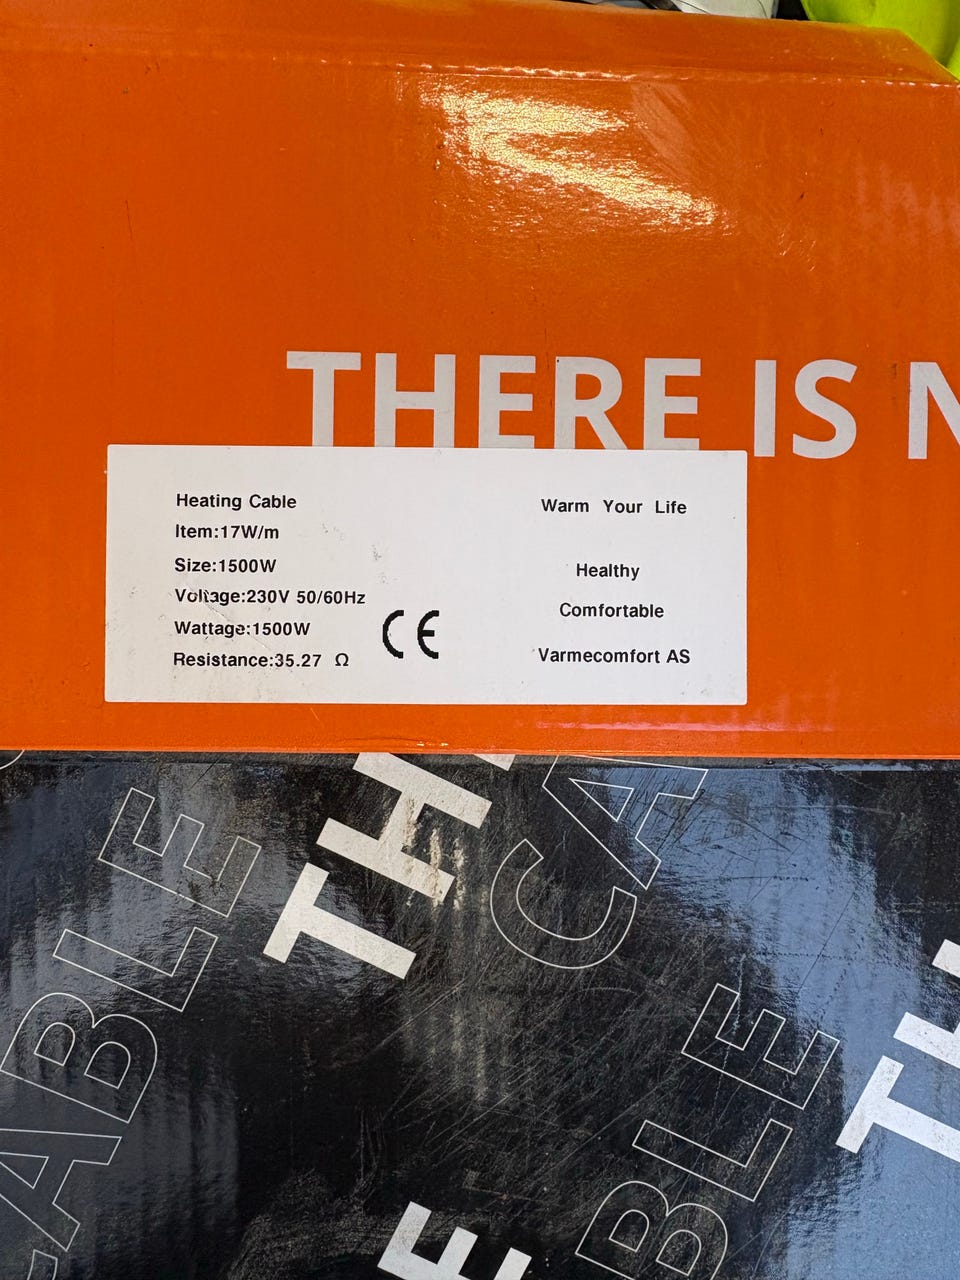 THERE IS N
Heating Cable
Item:17W/m
Size:1500W
Voltage:230V 50/60Hz
Wattage:1500W
Resistance:35.27 Ω
CE
Warm Your Life
Healthy
Comfortable
Varmecomfort AS
CABLE
TH
CA
BLE
TH
E